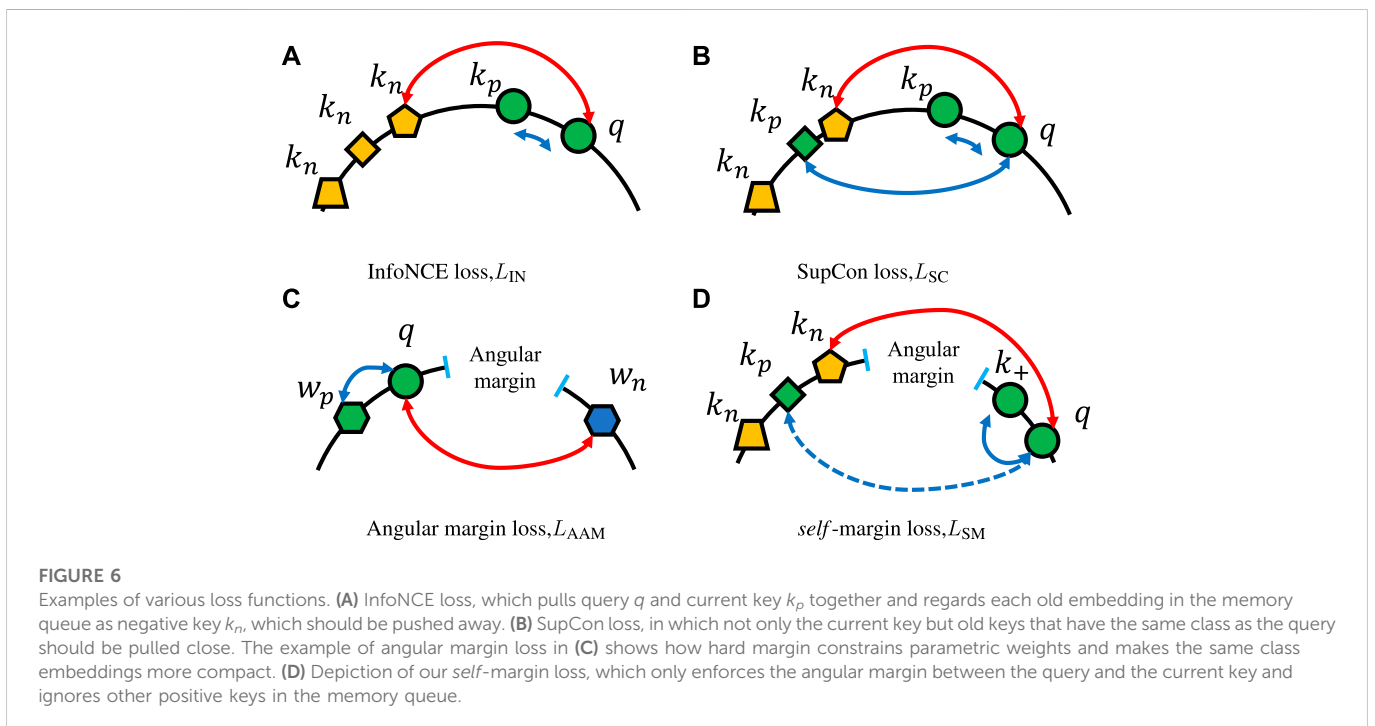 A
k_n
k_p
k_n
q
k_n
InfoNCE loss, L_IN
B
k_n
k_p
k_p
q
k_n
SupCon loss, L_SC
C
q
Angular
margin
w_p
w_n
Angular margin loss, L_AAM
D
k_n
Angular
margin
k_p
k_+
k_n
q
self-margin loss, L_SM
FIGURE 6
Examples of various loss functions. (A) InfoNCE loss, which pulls query q and current key k_p together and regards each old embedding in the memory
queue as negative key k_n, which should be pushed away. (B) SupCon loss, in which not only the current key but old keys that have the same class as the query
should be pulled close. The example of angular margin loss in (C) shows how hard margin constrains parametric weights and makes the same class
embeddings more compact. (D) Depiction of our self-margin loss, which only enforces the angular margin between the query and the current key and
ignores other positive keys in the memory queue.